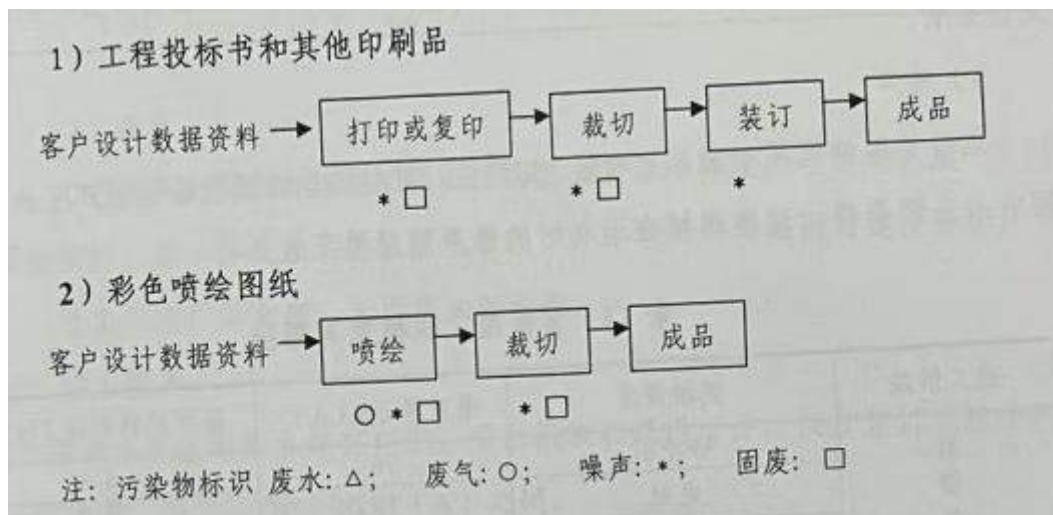 1）工程投标书和其他印刷品
客户设计数据资料 打印或复印 裁切 装订 成品
* □ * □ *
2）彩色喷绘图纸
客户设计数据资料 喷绘 裁切 成品
○ * □ * □
注：污染物标识 废水：△； 废气：○； 噪声：*； 固废：□